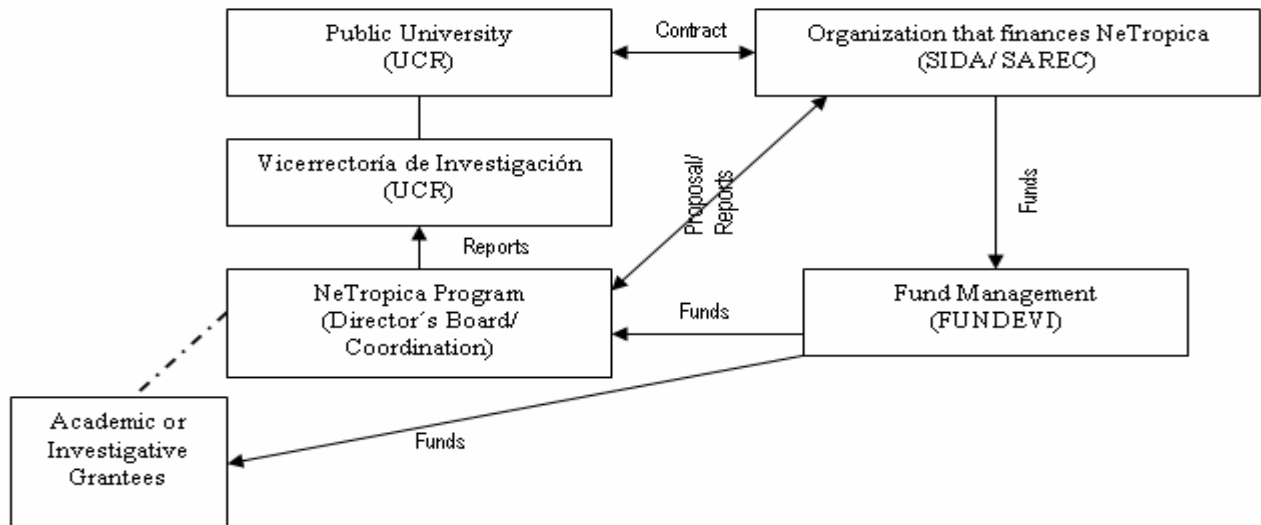 Public University
(UCR)
Contract
Organization that finances NeTropica
(SIDA/ SAREC)
Vicerrectoría de Investigación
(UCR)
Proposal/
Reports
Funds
Reports
NeTropica Program
(Director´s Board/
Coordination)
Funds
Fund Management
(FUNDEVI)
Academic or
Investigative
Grantees
Funds